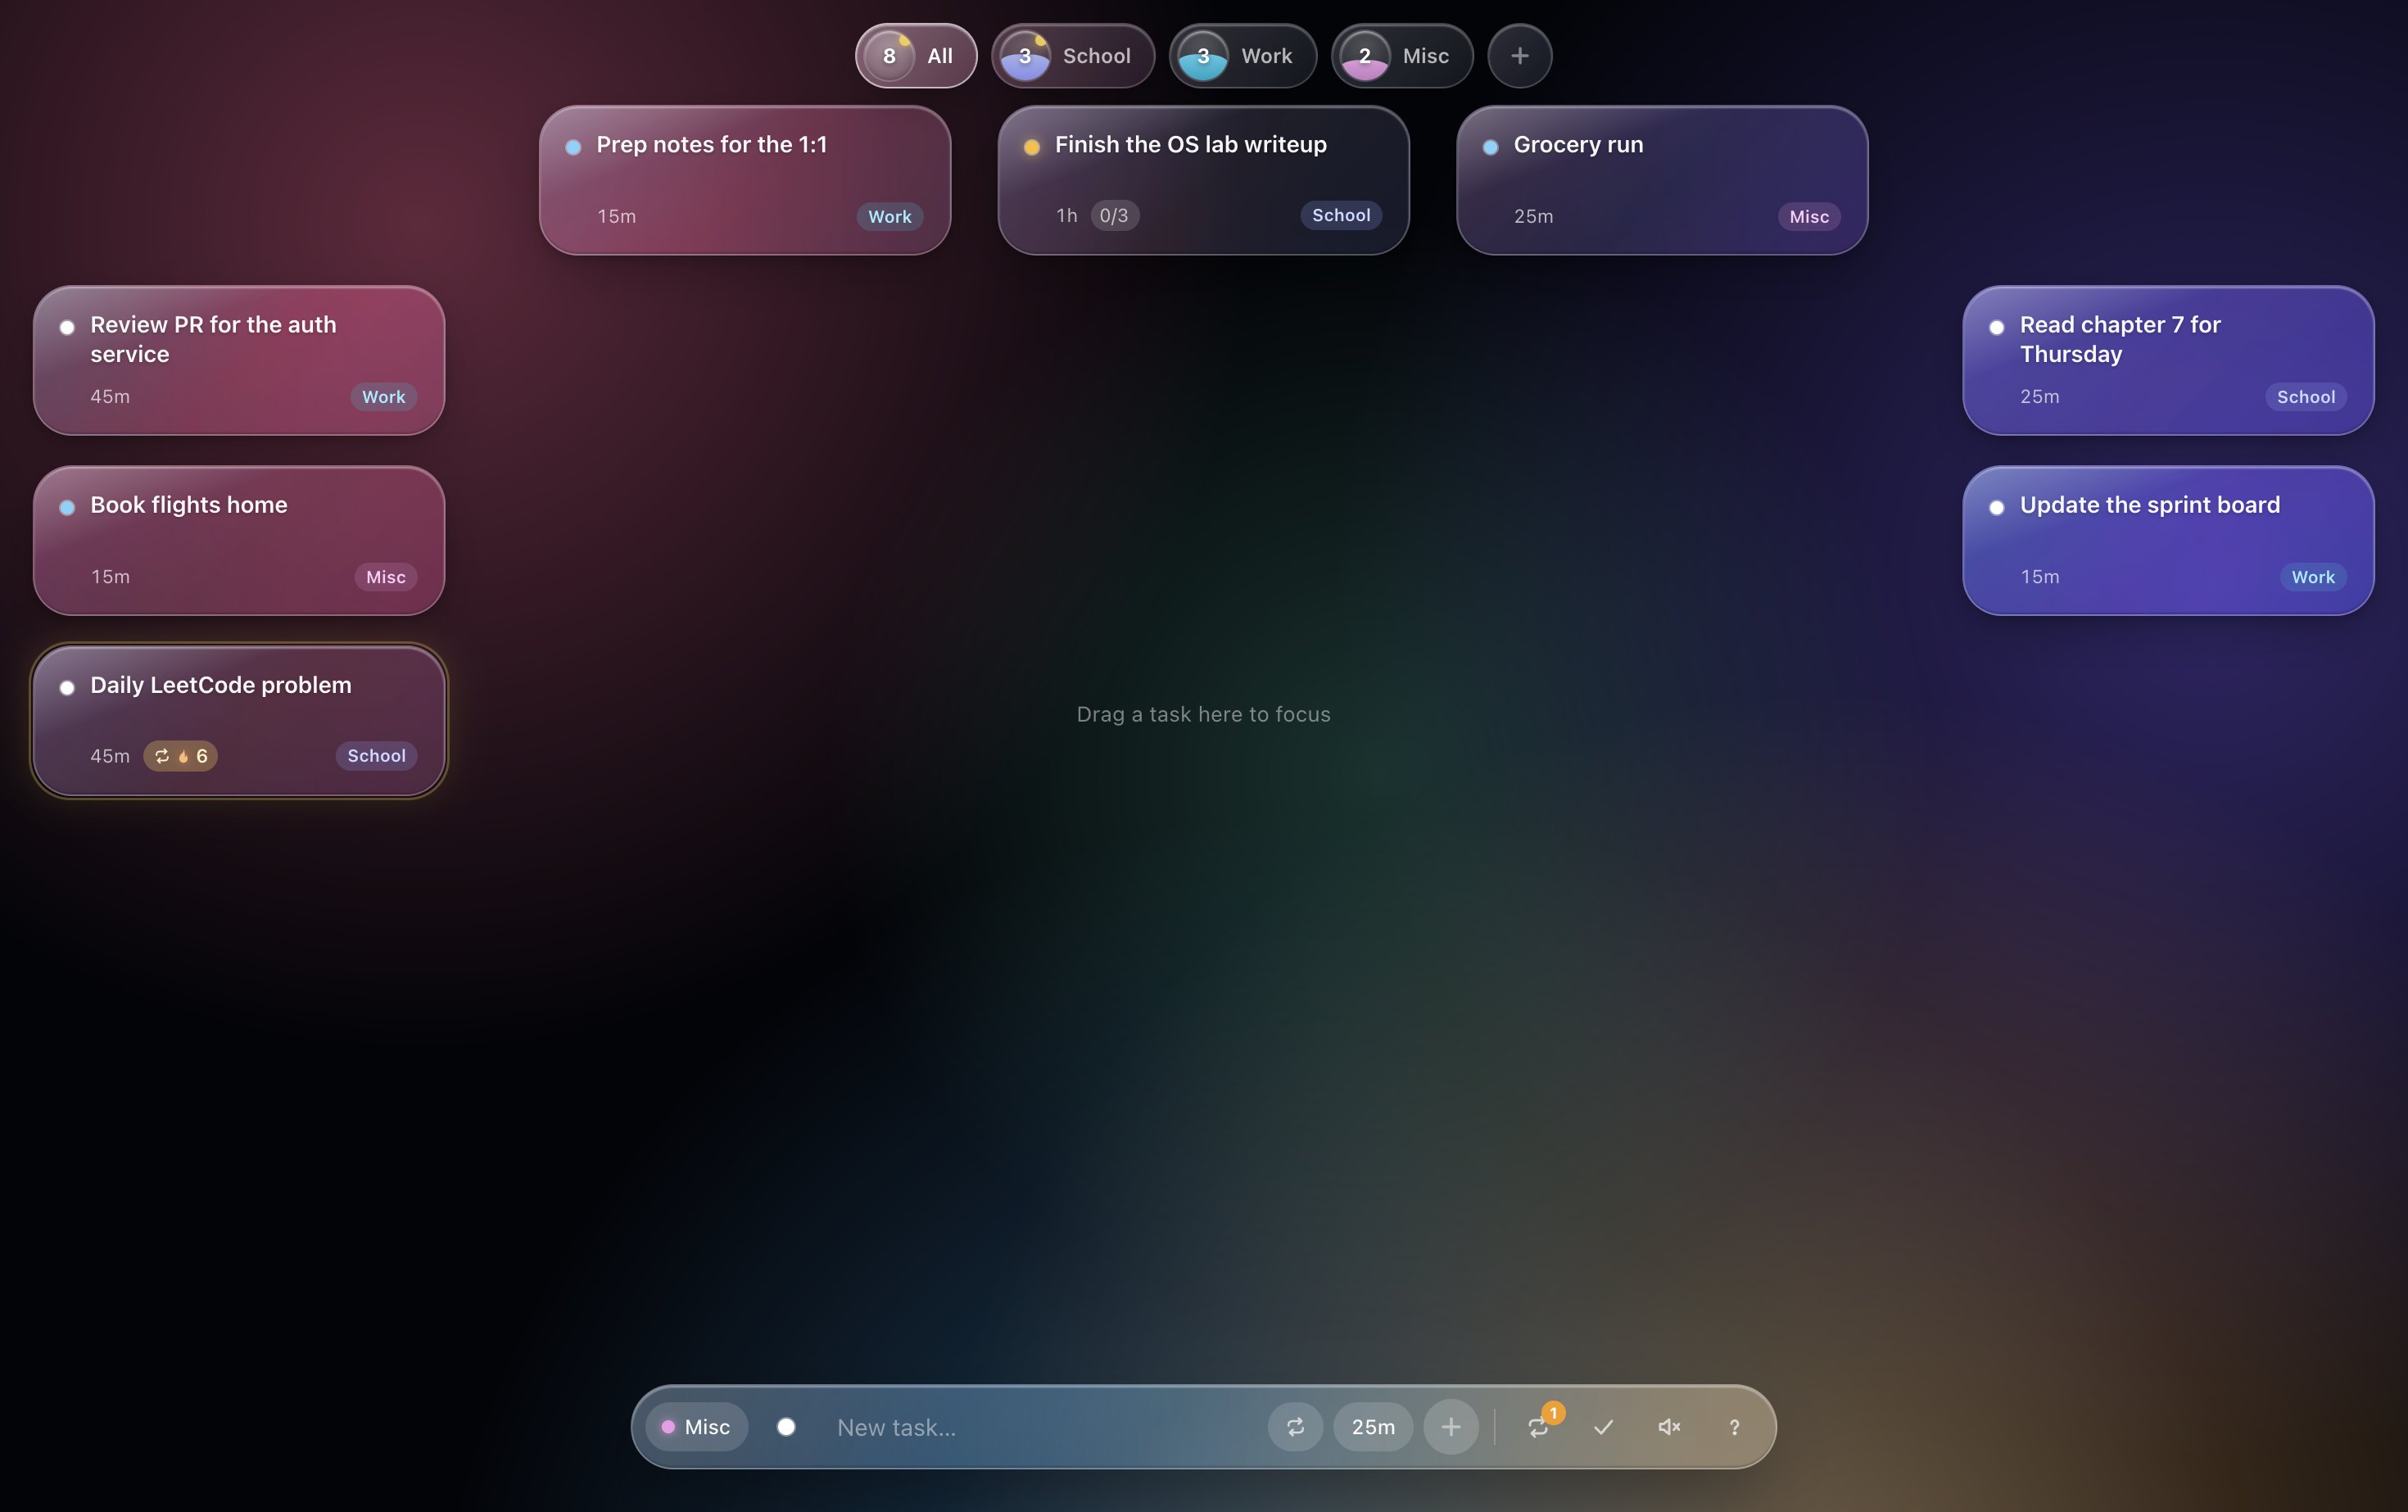 8 All 3 School 3 Work 2 Misc +
Prep notes for the 1:1
15m Work
Finish the OS lab writeup
1h 0/3 School
Grocery run
25m Misc
Review PR for the auth
service
45m Work
Read chapter 7 for
Thursday
25m School
Book flights home
15m Misc
Update the sprint board
15m Work
Daily LeetCode problem
45m 6 School
Drag a task here to focus
Misc New task... 25m + 1 ?